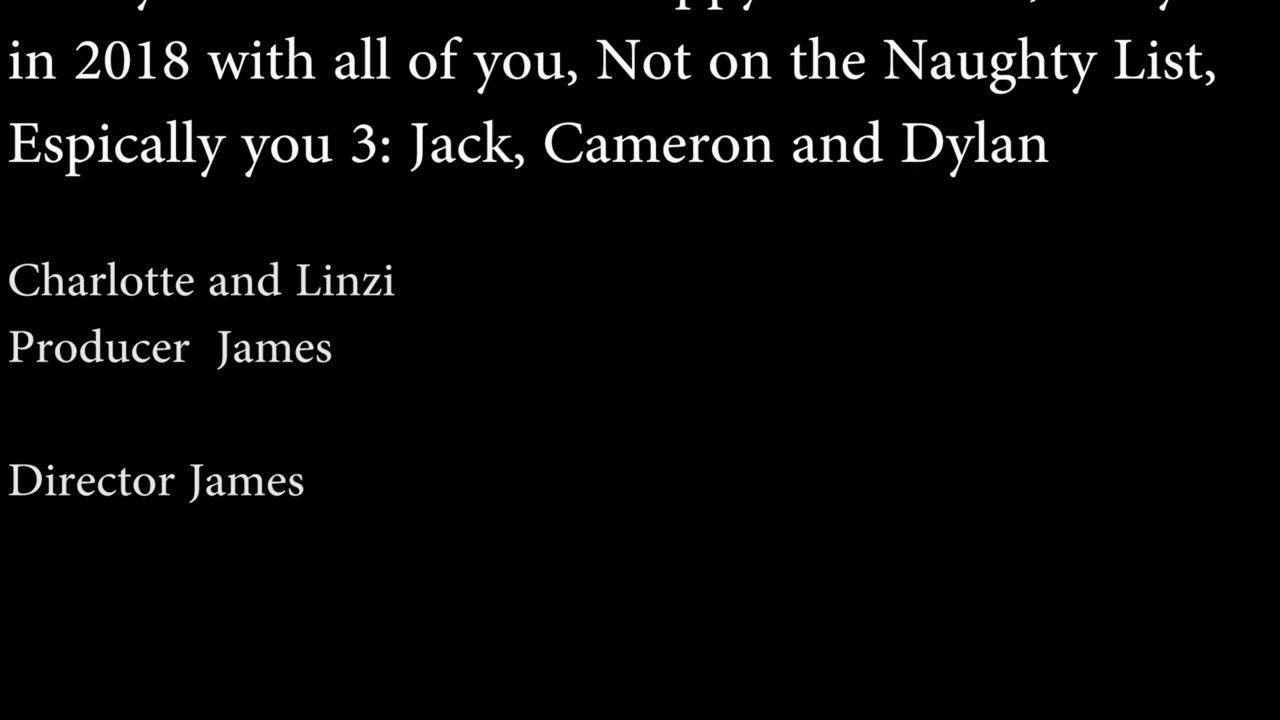 in 2018 with all of you, Not on the Naughty List,
Espically you 3: Jack, Cameron and Dylan
Charlotte and Linzi
Producer  James
Director James